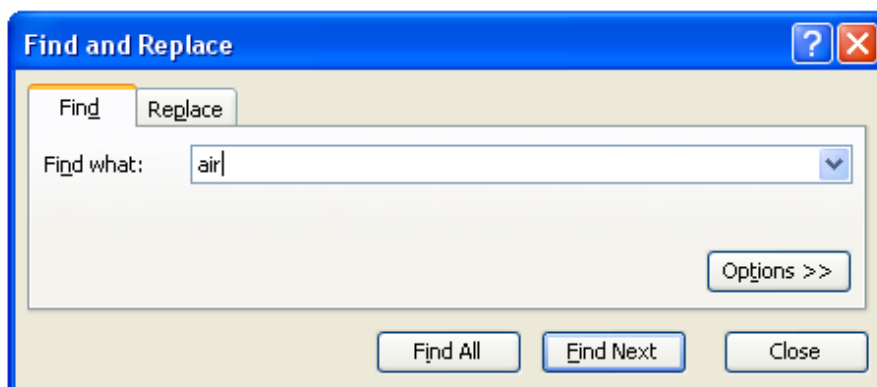 Find and Replace
Find Replace
Find what: air
Options >>
Find All Find Next Close